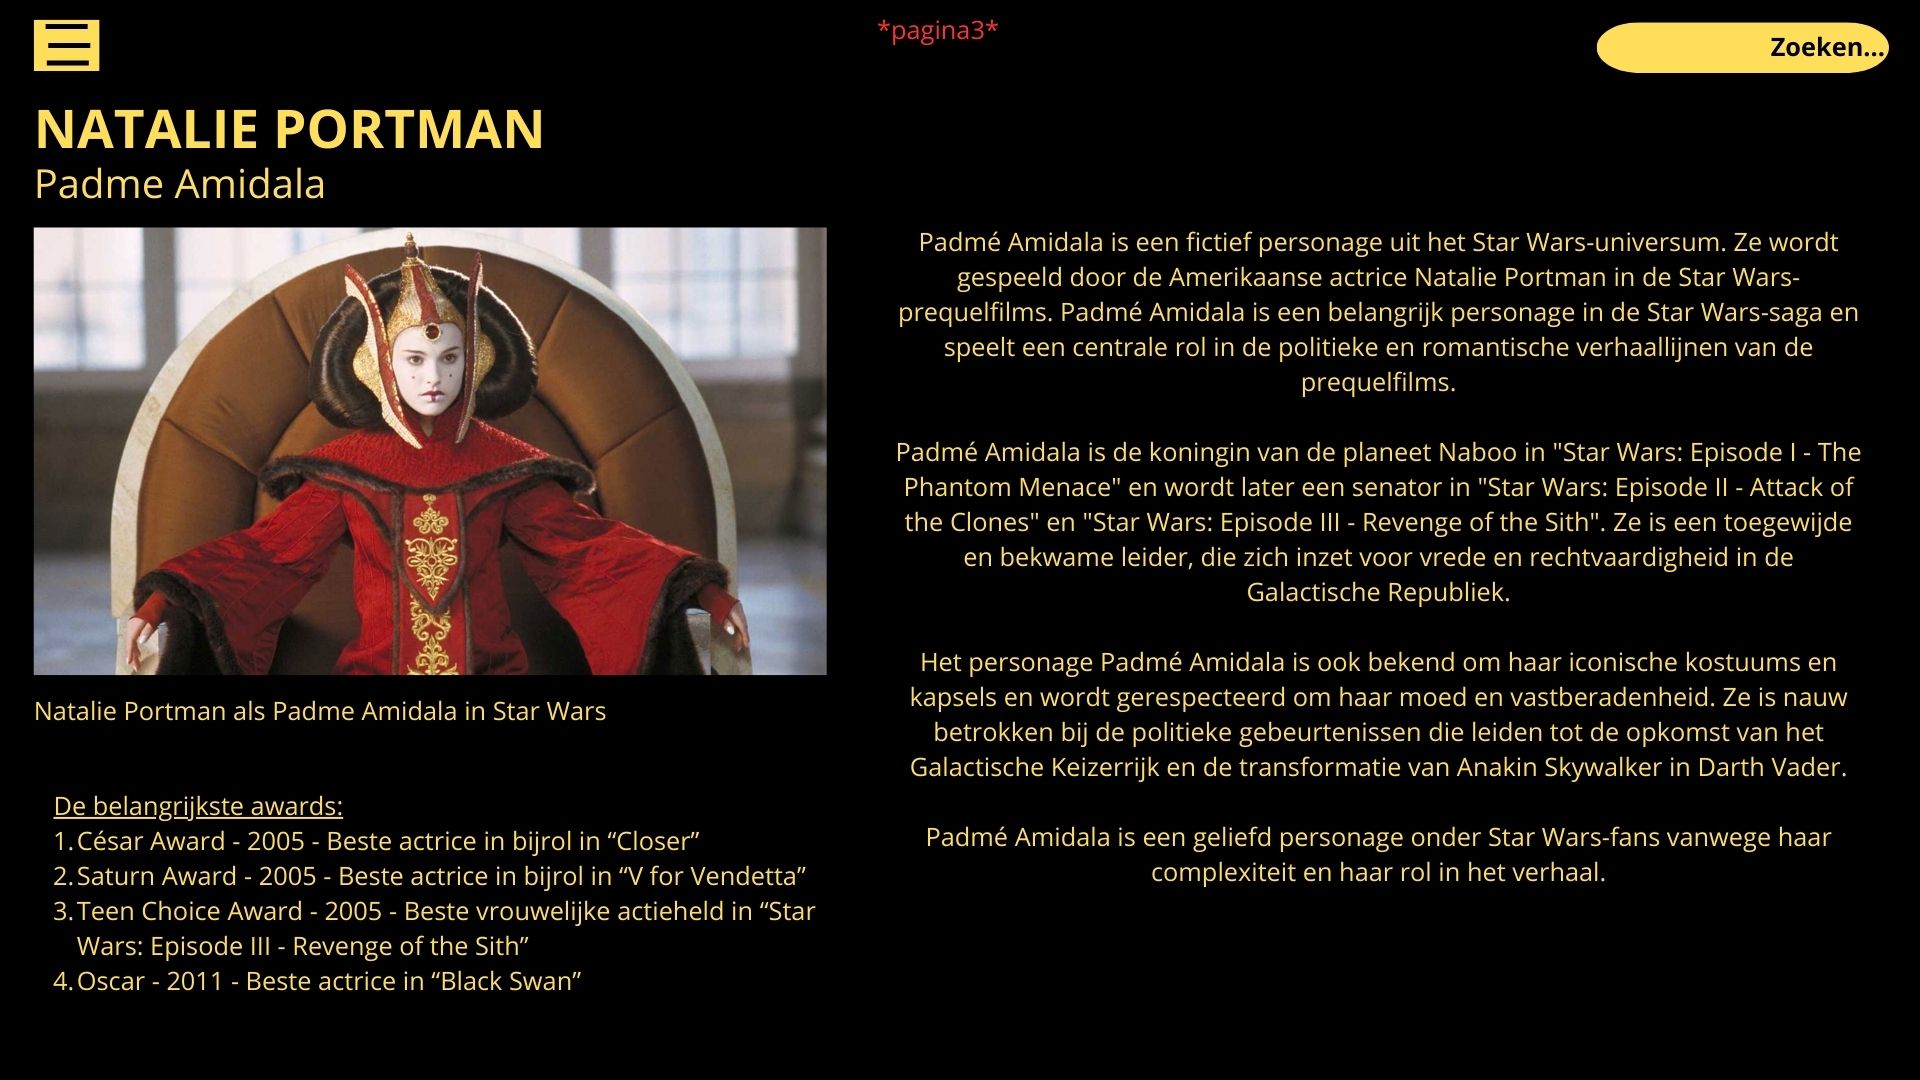 *pagina3*
Zoeken...
NATALIE PORTMAN
Padme Amidala
Natalie Portman als Padme Amidala in Star Wars
De belangrijkste awards:
1. César Award - 2005 - Beste actrice in bijrol in “Closer”
2. Saturn Award - 2005 - Beste actrice in bijrol in “V for Vendetta”
3. Teen Choice Award - 2005 - Beste vrouwelijke actieheld in “Star
Wars: Episode III - Revenge of the Sith”
4. Oscar - 2011 - Beste actrice in “Black Swan”
Padmé Amidala is een fictief personage uit het Star Wars-universum. Ze wordt
gespeeld door de Amerikaanse actrice Natalie Portman in de Star Wars-
prequelfilms. Padmé Amidala is een belangrijk personage in de Star Wars-saga en
speelt een centrale rol in de politieke en romantische verhaallijnen van de
prequelfilms.
Padmé Amidala is de koningin van de planeet Naboo in "Star Wars: Episode I - The
Phantom Menace" en wordt later een senator in "Star Wars: Episode II - Attack of
the Clones" en "Star Wars: Episode III - Revenge of the Sith". Ze is een toegewijde
en bekwame leider, die zich inzet voor vrede en rechtvaardigheid in de
Galactische Republiek.
Het personage Padmé Amidala is ook bekend om haar iconische kostuums en
kapsels en wordt gerespecteerd om haar moed en vastberadenheid. Ze is nauw
betrokken bij de politieke gebeurtenissen die leiden tot de opkomst van het
Galactische Keizerrijk en de transformatie van Anakin Skywalker in Darth Vader.
Padmé Amidala is een geliefd personage onder Star Wars-fans vanwege haar
complexiteit en haar rol in het verhaal.